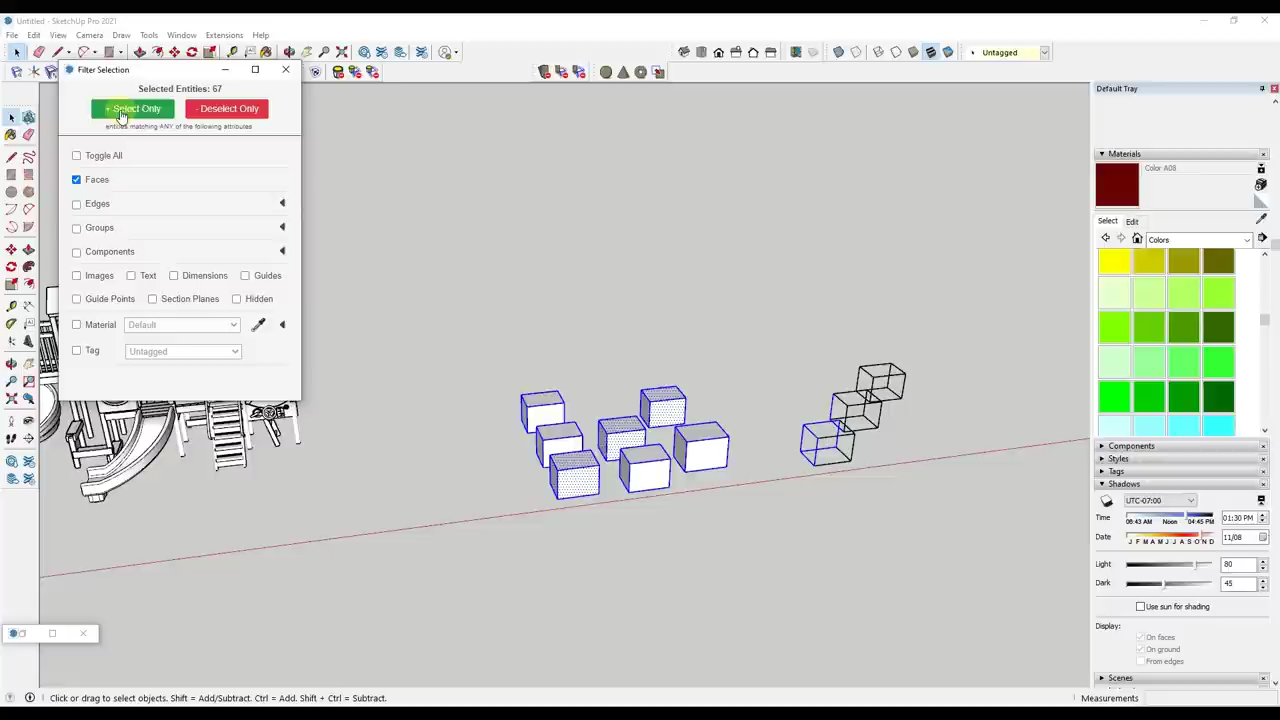 Untitled - SketchUp Pro 2021
File Edit View Camera Draw Tools Window Extensions Help
Untagged
Filter Selection
Selected Entities: 67
+ Select Only
- Deselect Only
entities matching ANY of the following attributes
Toggle All
Faces
Edges
Groups
Components
Images Text Dimensions Guides
Guide Points Section Planes Hidden
Material Default
Tag Untagged
Default Tray
Materials
Color A08
Select Edit
Colors
Components
Styles
Tags
Shadows
UTC-07:00
Time 06:43 AM Noon 04:45 PM 01:30 PM
Date J F M A M J J A S O N D 11/08
Light 80
Dark 45
Use sun for shading
Display:
On faces
On ground
From edges
Scenes
Click or drag to select objects. Shift = Add/Subtract. Ctrl = Add. Shift + Ctrl = Subtract.
Measurements